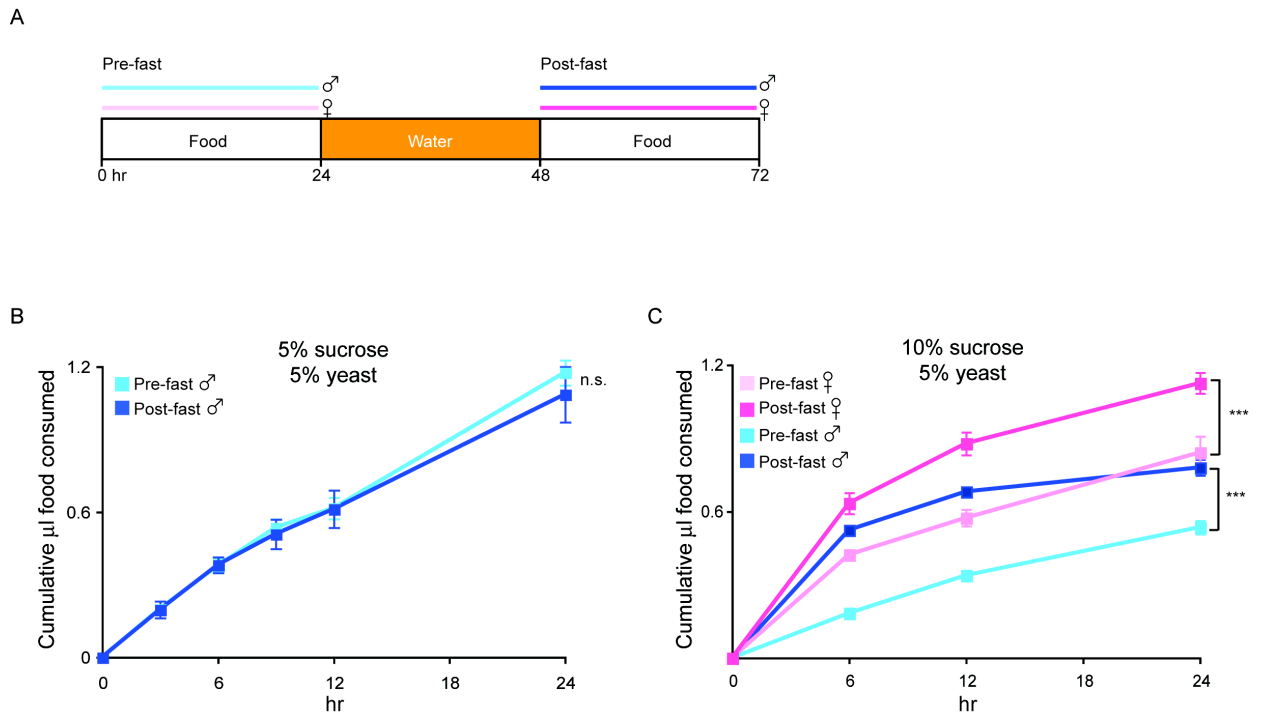 A
Pre-fast
Post-fast
♂
♂
♀
♀
Food
Water
Food
0 hr
24
48
72
B
5% sucrose
5% yeast
Cumulative µl food consumed
1.2
0.6
0
Pre-fast ♂
Post-fast ♂
n.s.
0
6
12
18
24
hr
C
10% sucrose
5% yeast
Cumulative µl food consumed
1.2
0.6
Pre-fast ♀
Post-fast ♀
Pre-fast ♂
Post-fast ♂
***
***
0
6
12
18
24
hr